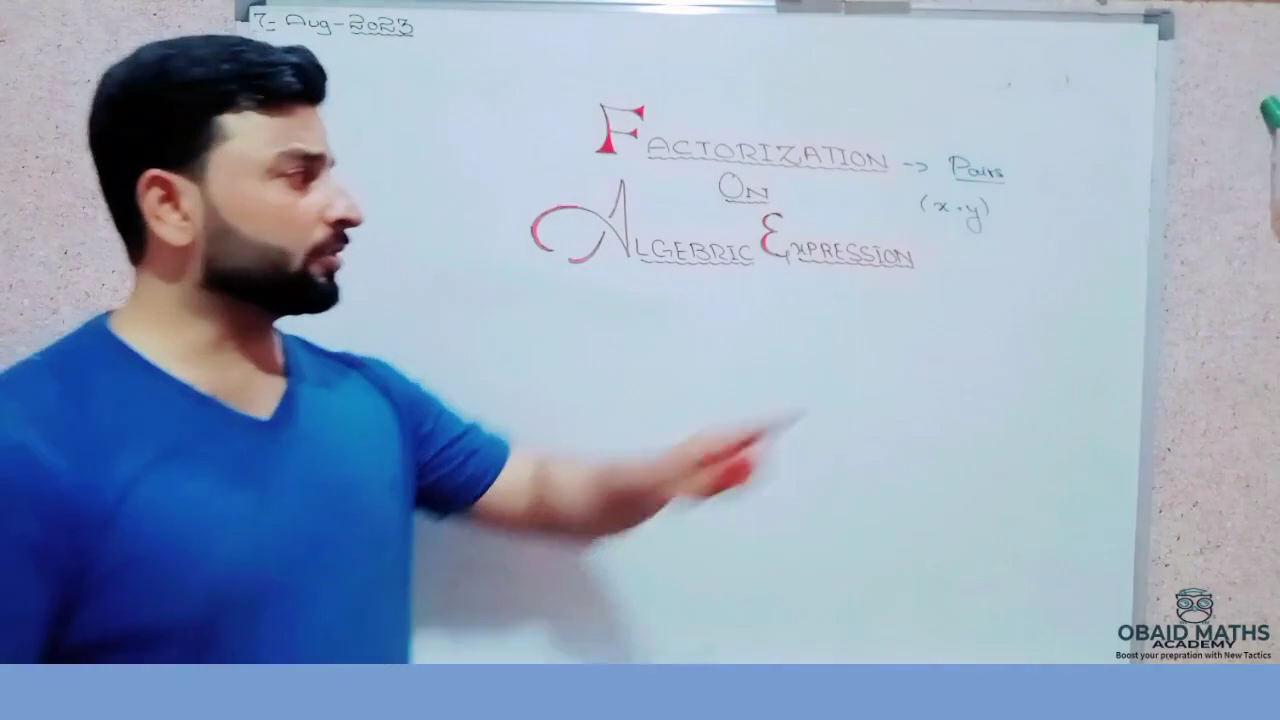 7- Aug-2023
FACTORIZATION -> Pairs
ON (x,y)
ALGEBRIC EXPRESSION
OBAID MATHS
ACADEMY
Boost your prepration with New Tactics